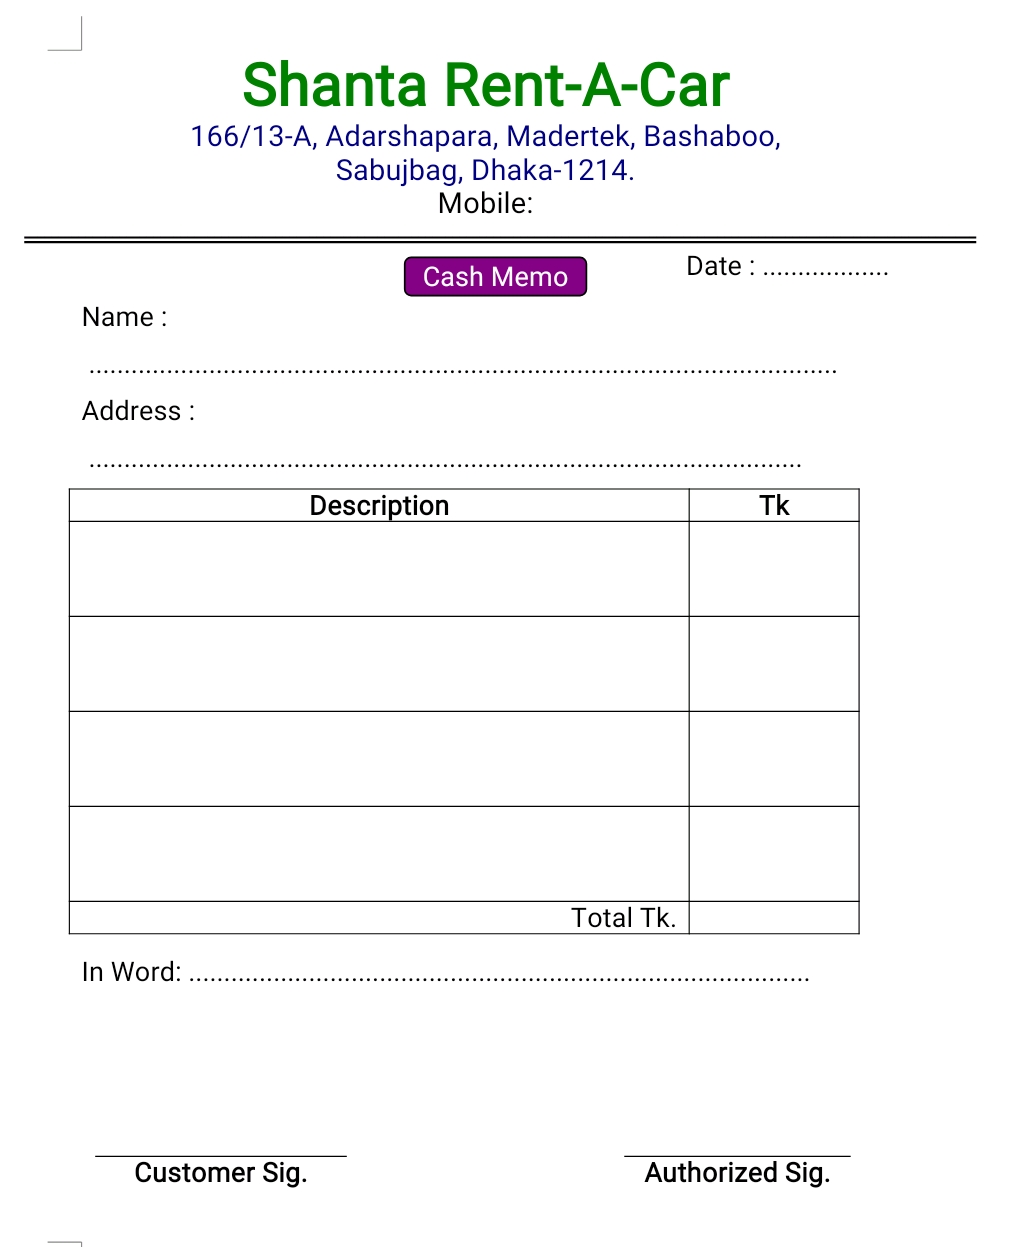 Shanta Rent-A-Car
166/13-A, Adarshapara, Madertek, Bashaboo,
Sabujbag, Dhaka-1214.
Mobile:
Cash Memo
Date : ..................
Name :
..........................................................................................................
Address :
.....................................................................................................
Description Tk
Total Tk.
In Word: ........................................................................................
Customer Sig. Authorized Sig.